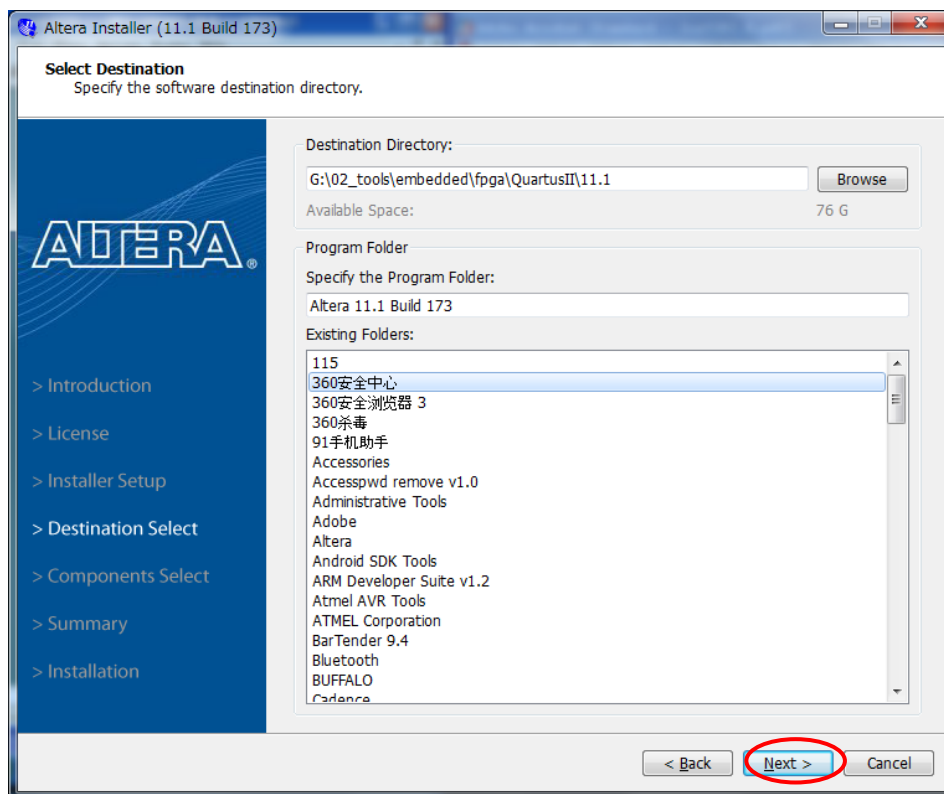 Altera Installer (11.1 Build 173)
Select Destination
Specify the software destination directory.
ALTERA®
> Introduction
> License
> Installer Setup
> Destination Select
> Components Select
> Summary
> Installation
Destination Directory:
G:\02_tools\embedded\fpga\QuartusII\11.1
Browse
Available Space: 76 G
Program Folder
Specify the Program Folder:
Altera 11.1 Build 173
Existing Folders:
115
360安全中心
360安全浏览器 3
360杀毒
91手机助手
Accessories
Accesspwd remove v1.0
Administrative Tools
Adobe
Altera
Android SDK Tools
ARM Developer Suite v1.2
Atmel AVR Tools
ATMEL Corporation
BarTender 9.4
Bluetooth
BUFFALO
Cadence
< Back Next > Cancel